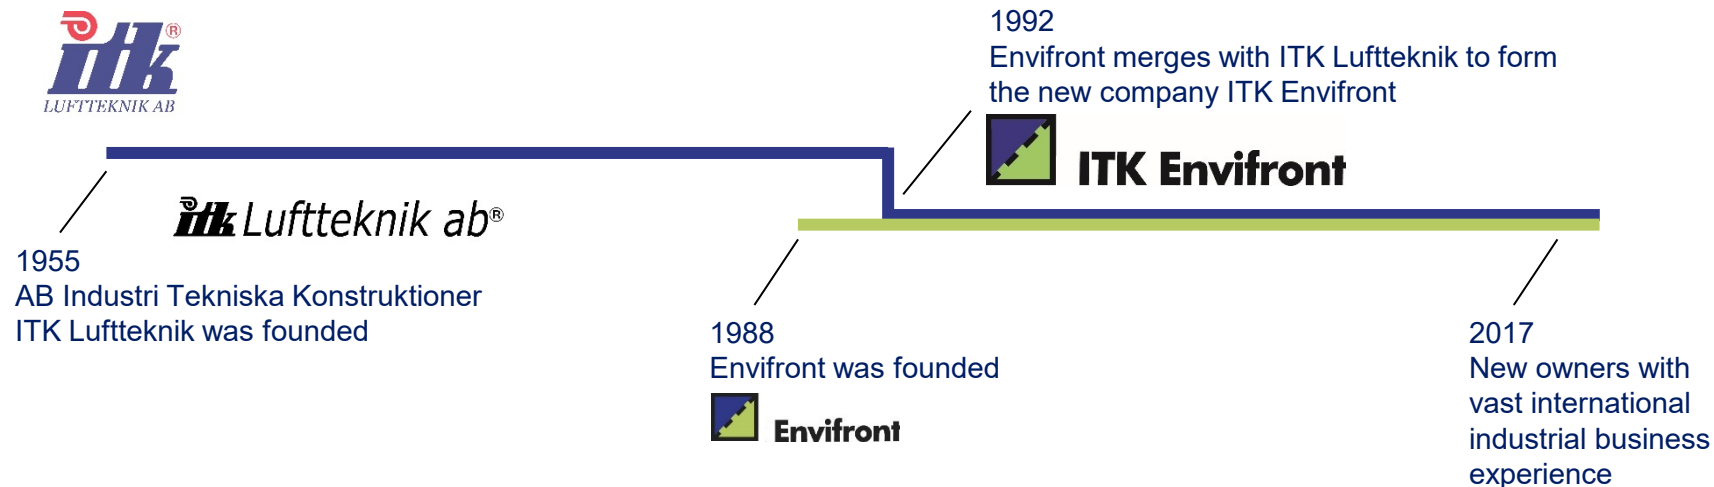 itk®
LUFTTEKNIK AB
1992
Envifront merges with ITK Luftteknik to form
the new company ITK Envifront
ITK Envifront
itk Luftteknik ab®
1955
AB Industri Tekniska Konstruktioner
ITK Luftteknik was founded
1988
Envifront was founded
Envifront
2017
New owners with
vast international
industrial business
experience